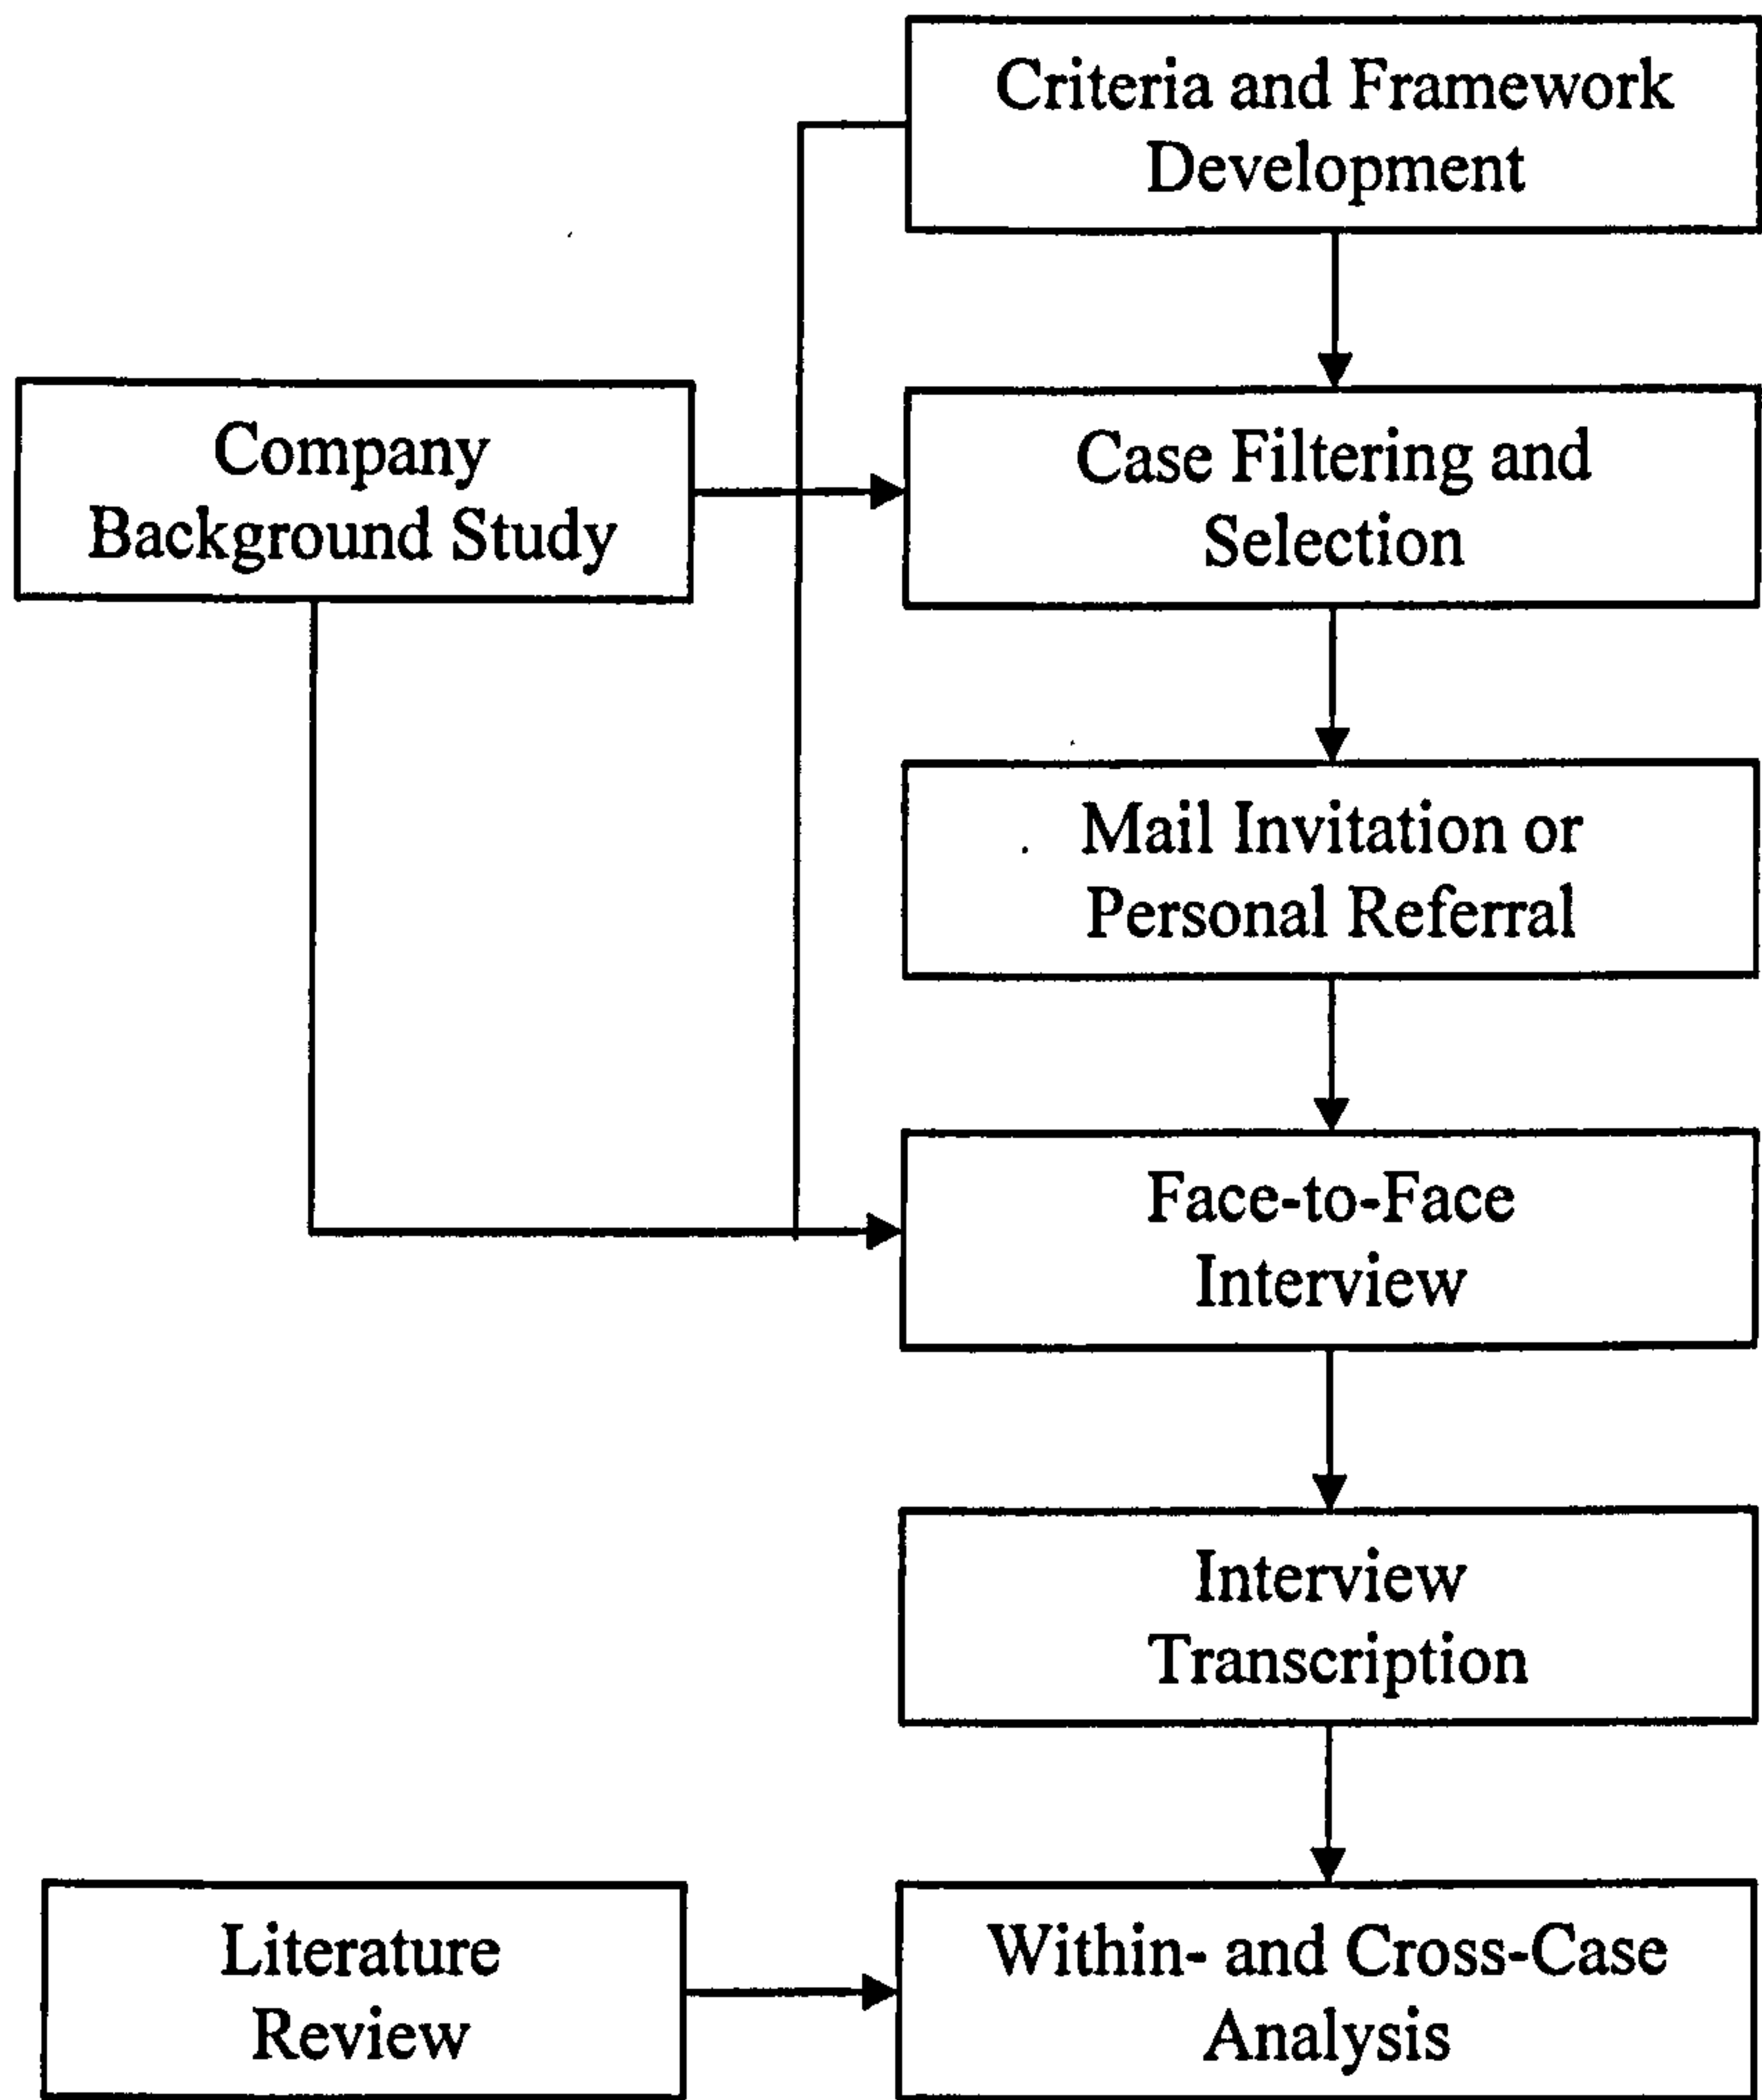 Criteria and Framework
Development
Company
Background Study
Case Filtering and
Selection
Mail Invitation or
Personal Referral
Face-to-Face
Interview
Interview
Transcription
Literature
Review
Within- and Cross-Case
Analysis